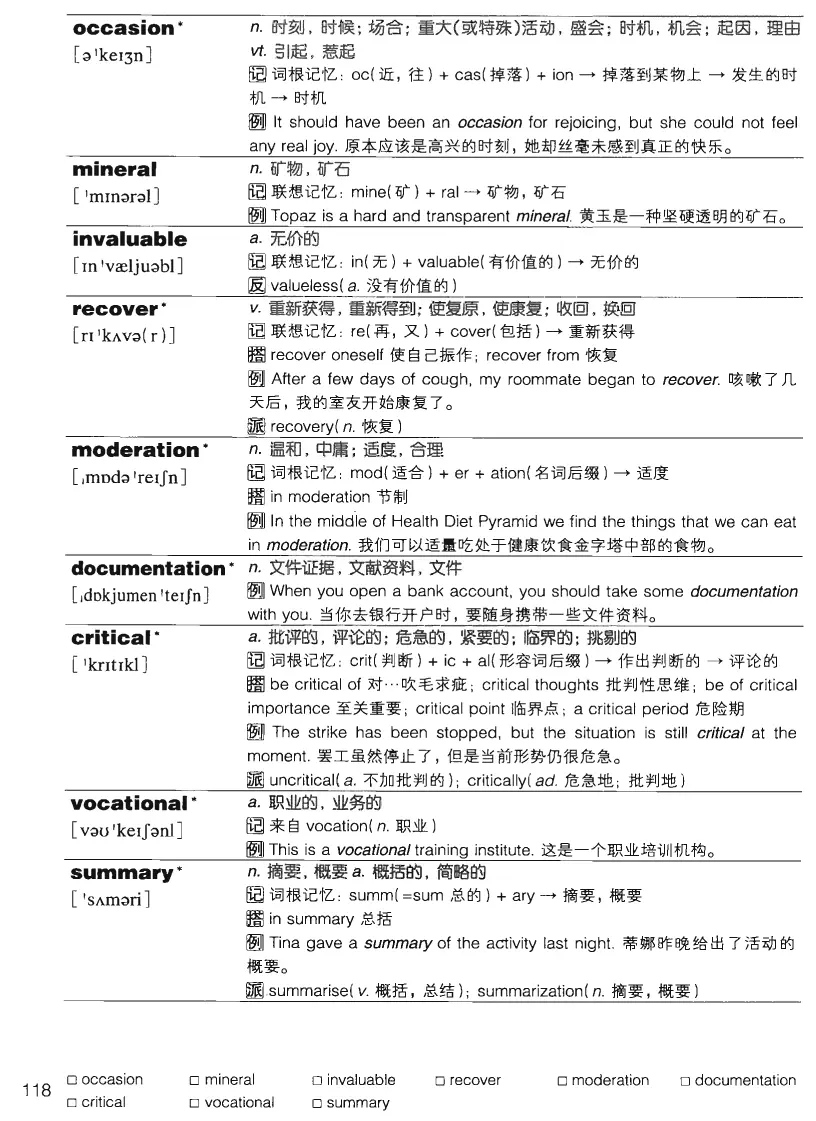 occasion* n. 时刻，时候；场合；重大(或特殊)活动，盛会；时机，机会；起因，理由
[əˈkeɪʒn] vt. 引起，惹起
记 词根记忆：oc(近，往) + cas(掉落) + ion → 掉落到某物上 → 发生的时
机 → 时机
例 It should have been an occasion for rejoicing, but she could not feel
any real joy. 原本应该是高兴的时刻，她却丝毫未感到真正的快乐。
mineral n. 矿物，矿石
[ˈmɪnərəl] 记 联想记忆：mine(矿) + ral → 矿物，矿石
例 Topaz is a hard and transparent mineral. 黄玉是一种坚硬透明的矿石。
invaluable a. 无价的
[ɪnˈvæljuəbl] 记 联想记忆：in(无) + valuable(有价值的) → 无价的
反 valueless(a. 没有价值的)
recover* v. 重新获得，重新得到；使复原，使康复；收回，换回
[rɪˈkʌvə(r)] 记 联想记忆：re(再，又) + cover(包括) → 重新获得
搭 recover oneself 使自己振作；recover from 恢复
例 After a few days of cough, my roommate began to recover. 咳嗽了几
天后，我的室友开始康复了。
派 recovery(n. 恢复)
moderation* n. 温和，中庸；适度，合理
[ˌmɒdəˈreɪʃn] 记 词根记忆：mod(适合) + er + ation(名词后缀) → 适度
搭 in moderation 节制
例 In the middle of Health Diet Pyramid we find the things that we can eat
in moderation. 我们可以适量吃处于健康饮食金字塔中部的食物。
documentation* n. 文件证据，文献资料，文件
[ˌdɒkjumenˈteɪʃn] 例 When you open a bank account, you should take some documentation
with you. 当你去银行开户时，要随身携带一些文件资料。
critical* a. 批评的，评论的；危急的，紧要的；临界的；挑剔的
[ˈkrɪtɪkl] 记 词根记忆：crit(判断) + ic + al(形容词后缀) → 作出判断的 → 评论的
搭 be critical of 对…吹毛求疵；critical thoughts 批判性思维；be of critical
importance 至关重要；critical point 临界点；a critical period 危险期
例 The strike has been stopped, but the situation is still critical at the
moment. 罢工虽然停止了，但是当前形势仍很危急。
派 uncritical(a. 不加批判的)；critically(ad. 危急地；批判地)
vocational* a. 职业的，业务的
[vəʊˈkeɪʃənl] 记 来自 vocation(n. 职业)
例 This is a vocational training institute. 这是一个职业培训机构。
summary* n. 摘要，概要 a. 概括的，简略的
[ˈsʌməri] 记 词根记忆：summ(=sum 总的) + ary → 摘要，概要
搭 in summary 总括
例 Tina gave a summary of the activity last night. 蒂娜昨晚给出了活动的
概要。
派 summarise(v. 概括，总结)；summarization(n. 摘要，概要)
118 □ occasion □ mineral □ invaluable □ recover □ moderation □ documentation
□ critical □ vocational □ summary